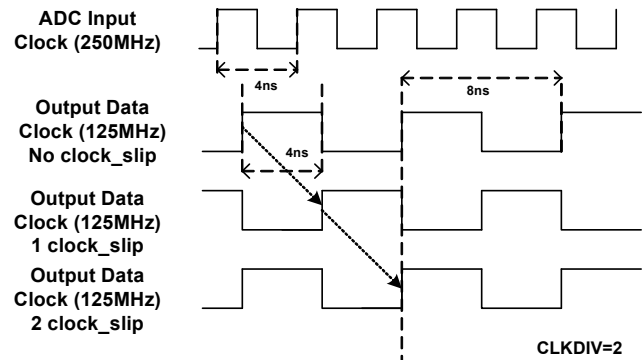 ADC Input
Clock (250MHz)
4ns
8ns
Output Data
Clock (125MHz)
No clock_slip
4ns
Output Data
Clock (125MHz)
1 clock_slip
Output Data
Clock (125MHz)
2 clock_slip
CLKDIV=2